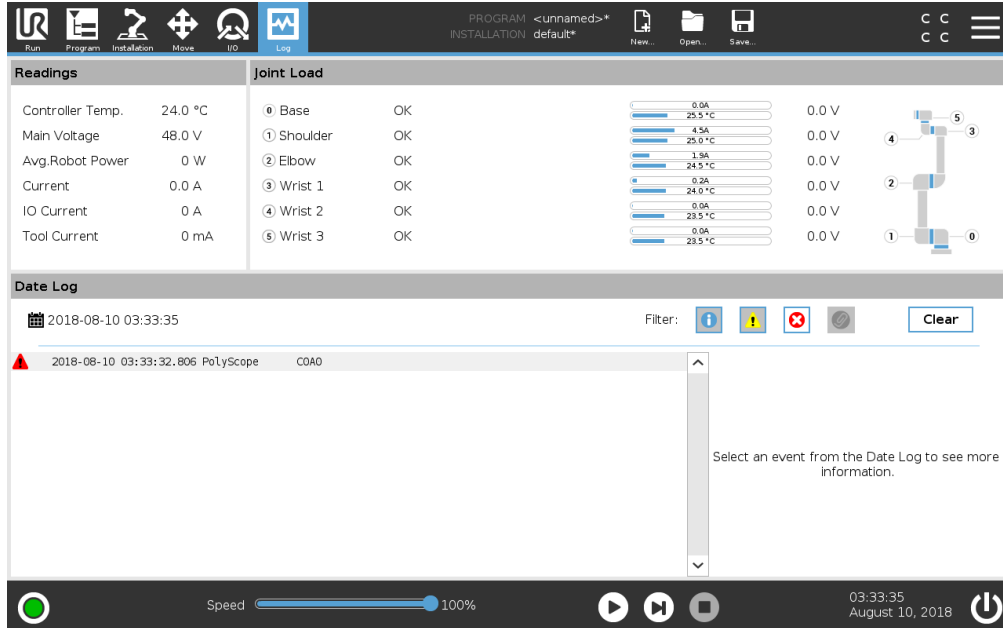 PROGRAM <unnamed>*
INSTALLATION default*
C C
C C
Run Program Installation Move I/O Log New... Open... Save...
Readings
Controller Temp. 24.0 °C
Main Voltage 48.0 V
Avg.Robot Power 0 W
Current 0.0 A
IO Current 0 A
Tool Current 0 mA
Joint Load
0 Base OK 0.0A 25.5 °C 0.0 V
1 Shoulder OK 4.5A 25.0 °C 0.0 V
2 Elbow OK 1.9A 24.5 °C 0.0 V
3 Wrist 1 OK 0.2A 24.0 °C 0.0 V
4 Wrist 2 OK 0.0A 23.5 °C 0.0 V
5 Wrist 3 OK 0.0A 23.5 °C 0.0 V
5
4 3
2
1 0
Date Log
2018-08-10 03:33:35 Filter: Clear
2018-08-10 03:33:32.806 PolyScope C0A0
Select an event from the Date Log to see more
information.
Speed 100%
03:33:35
August 10, 2018